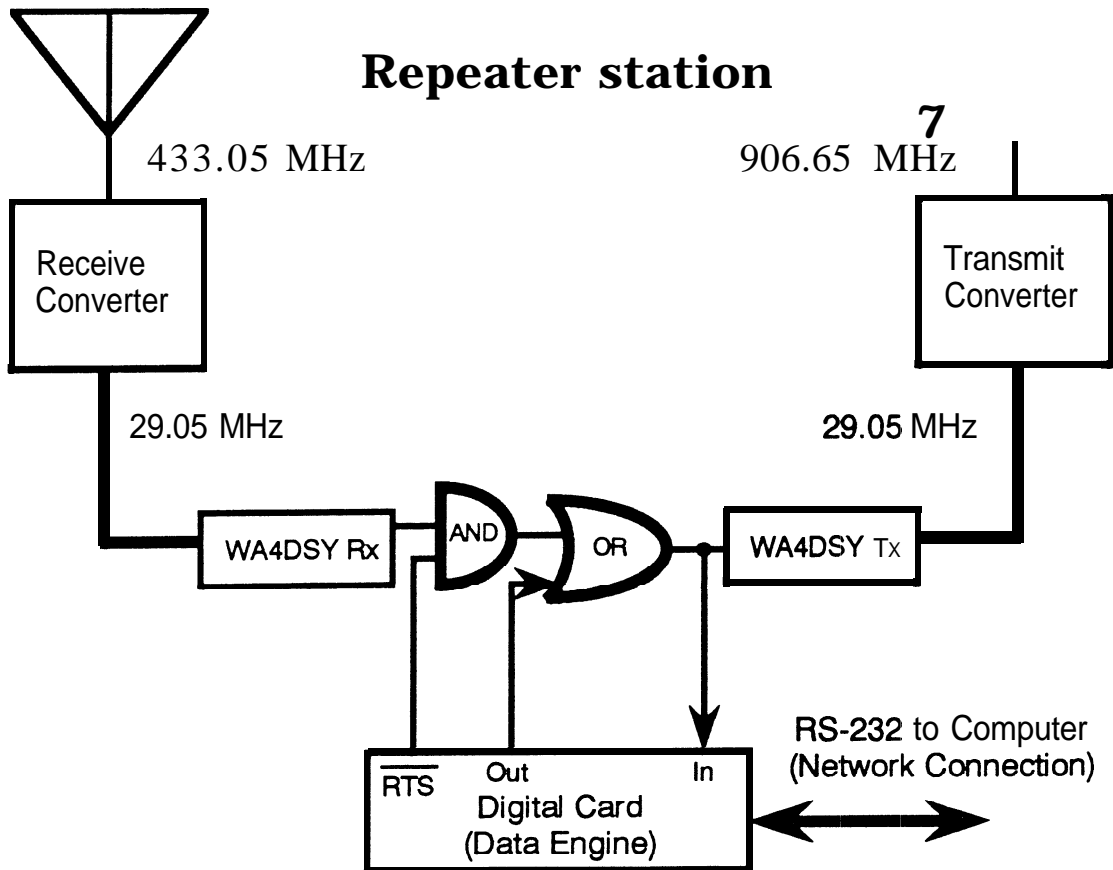 Repeater station
7
433.05 MHz
906.65 MHz
Receive
Converter
Transmit
Converter
29.05 MHz
29.05 MHz
WA4DSY Rx
AND
OR
WA4DSY Tx
RTS
Out
In
Digital Card
(Data Engine)
RS-232 to Computer
(Network Connection)